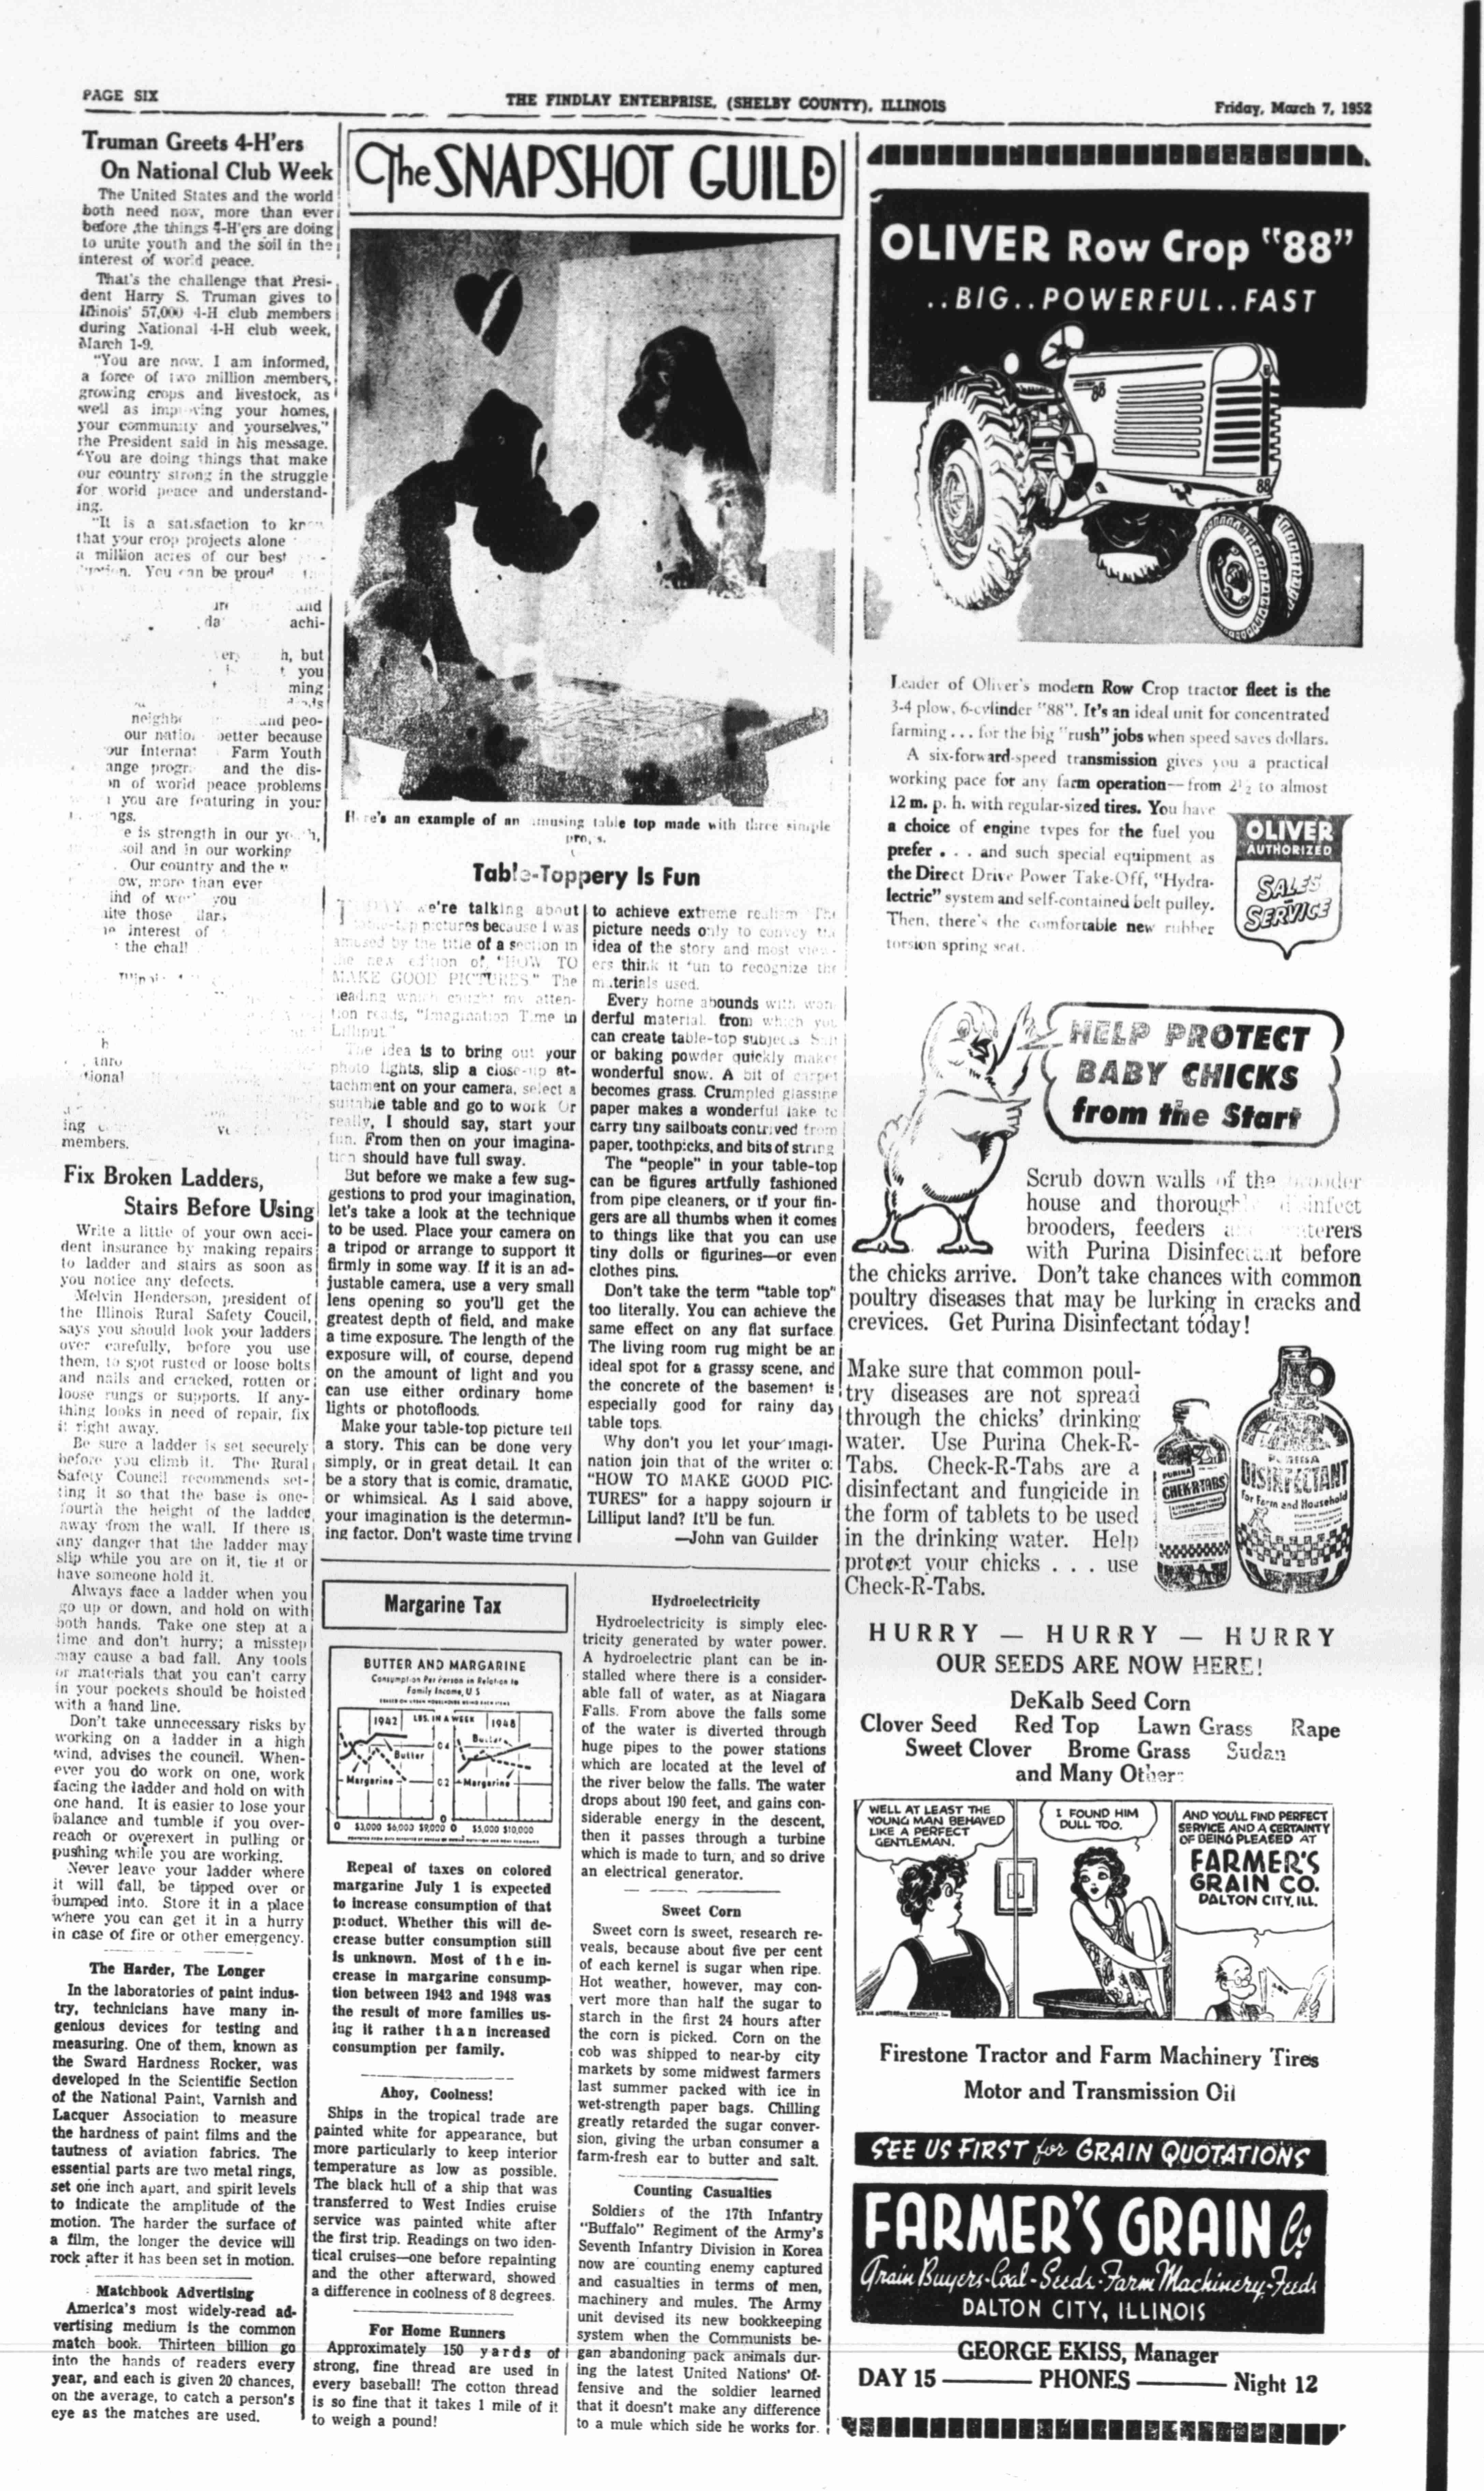 PAGE SIX
THE FINDLAY ENTERPRISE, (SHELBY COUNTY), ILLINOIS
Friday, March 7, 1952
Truman Greets 4-H'ers
On National Club Week
The United States and the world
both need now, more than ever
before ,the things 4-H'ers are doing
to unite youth and the soil in the
interest of world peace.
That's the challenge that Presi-
dent Harry S. Truman gives to
Illinois' 57,000 4-H club members
during National 4-H club week,
March 1-9.
"You are now, I am informed,
a force of two million members,
growing crops and livestock, as
well as improving your homes,
your community and yourselves,"
the President said in his message.
"You are doing things that make
our country strong in the struggle
for world peace and understand-
ing.
"It is a satisfaction to
that your crop projects alone
a million acres of our best
You can be proud
and
achi-
h, but
you
ming
and peo-
our better because
our Farm Youth
and the dis-
of world peace problems
you are featuring in your
e is strength in our
soil and in our working
Our country and the
ow, more than ever
ind of you
ite those
interest of
the
members.
Fix Broken Ladders,
Stairs Before Using
Write a little of your own acci-
dent insurance by making repairs
to ladder and stairs as soon as
you notice any defects.
Melvin Henderson, president of
the Illinois Rural Safety Coucil,
says you should look your ladders
over carefully, before you use
them, to spot rusted or loose bolts
and nails and cracked, rotten or
loose rungs or supports. If any-
thing looks in need of repair, fix
it right away.
Be sure a ladder is set securely
before you climb it. The Rural
Safety Council recommends set-
ting it so that the base is one-
fourth the height of the ladder,
away from the wall. If there is
any danger that the ladder may
slip while you are on it, tie it or
have someone hold it.
Always face a ladder when you
go up or down, and hold on with
both hands. Take one step at a
time and don't hurry; a misstep
may cause a bad fall. Any tools
or materials that you can't carry
in your pockets should be hoisted
with a hand line.
Don't take unnecessary risks by
working on a ladder in a high
wind, advises the council. When-
ever you do work on one, work
facing the ladder and hold on with
one hand. It is easier to lose your
balance and tumble if you over-
reach or overexert in pulling or
pushing while you are working.
Never leave your ladder where
it will fall, be tipped over or
bumped into. Store it in a place
where you can get it in a hurry
in case of fire or other emergency.
The Harder, The Longer
In the laboratories of paint indus-
try, technicians have many in-
genious devices for testing and
measuring. One of them, known as
the Sward Hardness Rocker, was
developed in the Scientific Section
of the National Paint, Varnish and
Lacquer Association to measure
the hardness of paint films and the
tautness of aviation fabrics. The
essential parts are two metal rings,
set one inch apart, and spirit levels
to indicate the amplitude of the
motion. The harder the surface of
a film, the longer the device will
rock after it has been set in motion.
Matchbook Advertising
America's most widely-read ad-
vertising medium is the common
match book. Thirteen billion go
into the hands of readers every
year, and each is given 20 chances,
on the average, to catch a person's
eye as the matches are used.
The SNAPSHOT GUILD
Here's an example of an amusing table top made with three simple
props.
Table-Toppery Is Fun
TODAY we're talking about
table-top pictures because I was
amused by the title of a section in
the new edition of, "HOW TO
MAKE GOOD PICTURES." The
heading which caught my atten-
tion reads, "Imagination Time in
Lilliput."
The idea is to bring out your
photo lights, slip a close-up at-
tachment on your camera, select a
suitable table and go to work. Or
really, I should say, start your
fun. From then on your imagina-
tion should have full sway.
But before we make a few sug-
gestions to prod your imagination,
let's take a look at the technique
to be used. Place your camera on
a tripod or arrange to support it
firmly in some way. If it is an ad-
justable camera, use a very small
lens opening so you'll get the
greatest depth of field, and make
a time exposure. The length of the
exposure will, of course, depend
on the amount of light and you
can use either ordinary home
lights or photofloods.
Make your table-top picture tell
a story. This can be done very
simply, or in great detail. It can
be a story that is comic, dramatic,
or whimsical. As I said above,
your imagination is the determin-
ing factor. Don't waste time trying
to achieve extreme realism. The
picture needs only to convey the
idea of the story and most view-
ers think it fun to recognize the
materials used.
Every home abounds with won-
derful material from which you
can create table-top subjects. Salt
or baking powder quickly makes
wonderful snow. A bit of carpet
becomes grass. Crumpled glassine
paper makes a wonderful lake to
carry tiny sailboats contrived from
paper, toothpicks, and bits of string.
The "people" in your table-top
can be figures artfully fashioned
from pipe cleaners, or if your fin-
gers are all thumbs when it comes
to things like that you can use
tiny dolls or figurines—or even
clothes pins.
Don't take the term "table top"
too literally. You can achieve the
same effect on any flat surface.
The living room rug might be an
ideal spot for a grassy scene, and
the concrete of the basement is
especially good for rainy day
table tops.
Why don't you let your imagi-
nation join that of the writer of
"HOW TO MAKE GOOD PIC-
TURES" for a happy sojourn in
Lilliput land? It'll be fun.
—John van Guilder
Margarine Tax
BUTTER AND MARGARINE
Consumption Per Person in Relation to
Family Income, U S
1942 LBS. IN A WEEK 1948
0.4
Butter Butter
Margarine 0.2 Margarine
0
0 $3,000 $6,000 $9,000 0 $5,000 $10,000
Repeal of taxes on colored
margarine July 1 is expected
to increase consumption of that
product. Whether this will de-
crease butter consumption still
is unknown. Most of the in-
crease in margarine consump-
tion between 1942 and 1948 was
the result of more families us-
ing it rather than increased
consumption per family.
Ahoy, Coolness!
Ships in the tropical trade are
painted white for appearance, but
more particularly to keep interior
temperature as low as possible.
The black hull of a ship that was
transferred to West Indies cruise
service was painted white after
the first trip. Readings on two iden-
tical cruises—one before repainting
and the other afterward, showed
a difference in coolness of 8 degrees.
For Home Runners
Approximately 150 yards of
strong, fine thread are used in
every baseball! The cotton thread
is so fine that it takes 1 mile of it
to weigh a pound!
Hydroelectricity
Hydroelectricity is simply elec-
tricity generated by water power.
A hydroelectric plant can be in-
stalled where there is a consider-
able fall of water, as at Niagara
Falls. From above the falls some
of the water is diverted through
huge pipes to the power stations
which are located at the level of
the river below the falls. The water
drops about 190 feet, and gains con-
siderable energy in the descent,
then it passes through a turbine
which is made to turn, and so drive
an electrical generator.
Sweet Corn
Sweet corn is sweet, research re-
veals, because about five per cent
of each kernel is sugar when ripe.
Hot weather, however, may con-
vert more than half the sugar to
starch in the first 24 hours after
the corn is picked. Corn on the
cob was shipped to near-by city
markets by some midwest farmers
last summer packed with ice in
wet-strength paper bags. Chilling
greatly retarded the sugar conver-
sion, giving the urban consumer a
farm-fresh ear to butter and salt.
Counting Casualties
Soldiers of the 17th Infantry
"Buffalo" Regiment of the Army's
Seventh Infantry Division in Korea
now are counting enemy captured
and casualties in terms of men,
machinery and mules. The Army
unit devised its new bookkeeping
system when the Communists be-
gan abandoning pack animals dur-
ing the latest United Nations' Of-
fensive and the soldier learned
that it doesn't make any difference
to a mule which side he works for.
OLIVER Row Crop "88"
..BIG..POWERFUL..FAST
88
88
Leader of Oliver's modern Row Crop tractor fleet is the
3-4 plow, 6-cylinder "88". It's an ideal unit for concentrated
farming . . . for the big "rush" jobs when speed saves dollars.
A six-forward-speed transmission gives you a practical
working pace for any farm operation—from 2½ to almost
12 m. p. h. with regular-sized tires. You have
a choice of engine types for the fuel you
prefer . . . and such special equipment as
the Direct Drive Power Take-Off, "Hydra-
lectric" system and self-contained belt pulley.
Then, there's the comfortable new rubber
torsion spring seat.
OLIVER
AUTHORIZED
SALES
SERVICE
HELP PROTECT
BABY CHICKS
from the Start
Scrub down walls of the brooder
house and thoroughly disinfect
brooders, feeders and waterers
with Purina Disinfectant before
the chicks arrive. Don't take chances with common
poultry diseases that may be lurking in cracks and
crevices. Get Purina Disinfectant today!
Make sure that common poul-
try diseases are not spread
through the chicks' drinking
water. Use Purina Chek-R-
Tabs. Check-R-Tabs are a
disinfectant and fungicide in
the form of tablets to be used
in the drinking water. Help
protect your chicks . . . use
Check-R-Tabs.
PURINA
CHEK-R-TABS
PURINA
DISINFECTANT
for Farm and Household
HURRY — HURRY — HURRY
OUR SEEDS ARE NOW HERE!
DeKalb Seed Corn
Clover Seed Red Top Lawn Grass Rape
Sweet Clover Brome Grass Sudan
and Many Others
WELL AT LEAST THE
YOUNG MAN BEHAVED
LIKE A PERFECT
GENTLEMAN.
I FOUND HIM
DULL TOO.
AND YOU'LL FIND PERFECT
SERVICE AND A CERTAINTY
OF BEING PLEASED AT
FARMER'S
GRAIN CO.
DALTON CITY, ILL.
Firestone Tractor and Farm Machinery Tires
Motor and Transmission Oil
SEE US FIRST for GRAIN QUOTATIONS
FARMER'S GRAIN Co.
Grain Buyers-Coal-Seeds-Farm Machinery-Feeds
DALTON CITY, ILLINOIS
GEORGE EKISS, Manager
DAY 15 ——— PHONES ——— Night 12